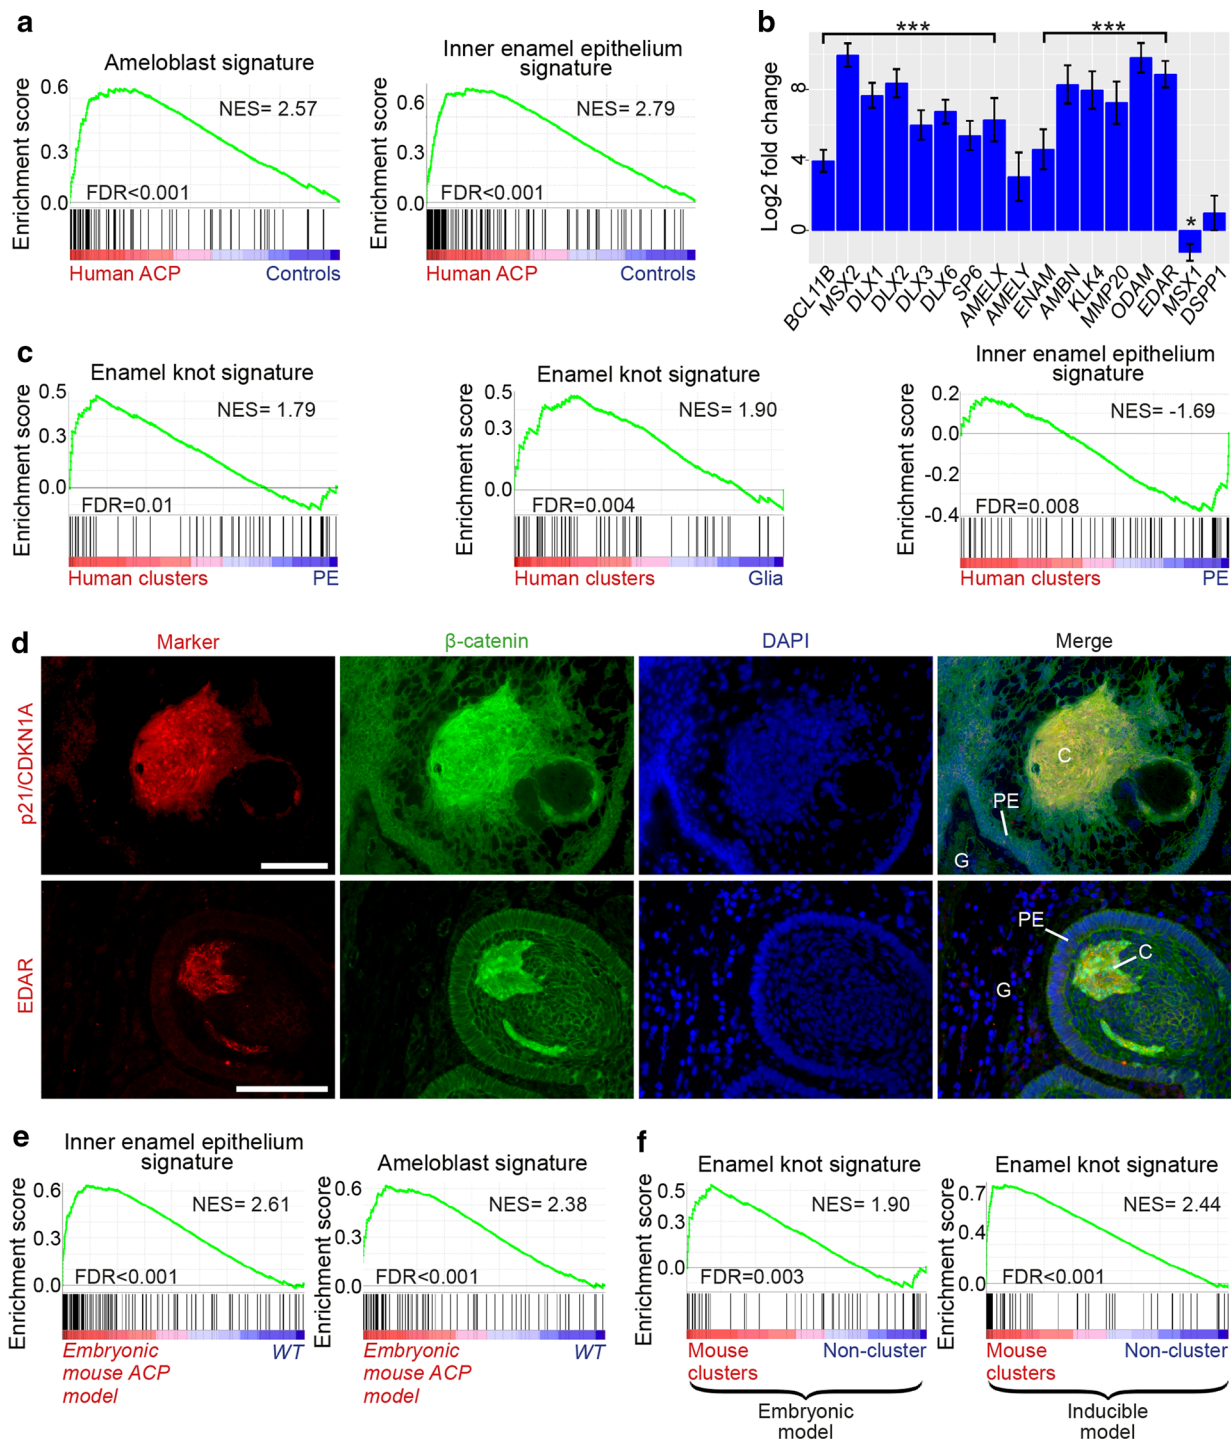 a
Ameloblast signature
Enrichment score
0.6
0.3
0.0
NES= 2.57
FDR<0.001
Human ACP
Controls
Inner enamel epithelium
signature
Enrichment score
0.6
0.3
0.0
NES= 2.79
FDR<0.001
Human ACP
Controls
b
Log2 fold change
8
4
0
***
***
*
BCL11B
MSX2
DLX1
DLX2
DLX3
DLX6
SP6
AMELX
AMELY
ENAM
AMBN
KLK4
MMP20
ODAM
EDAR
MSX1
DSPP1
c
Enamel knot signature
Enrichment score
0.5
0.3
0.0
NES= 1.79
FDR=0.01
Human clusters
PE
Enamel knot signature
Enrichment score
0.5
0.3
0.0
NES= 1.90
FDR=0.004
Human clusters
Glia
Inner enamel epithelium
signature
Enrichment score
0.2
0.0
-0.2
-0.4
NES= -1.69
FDR=0.008
Human clusters
PE
d
Marker
β-catenin
DAPI
Merge
p21/CDKN1A
C
PE
G
EDAR
PE
C
G
e
Inner enamel epithelium
signature
Enrichment score
0.6
0.3
0.0
NES= 2.61
FDR<0.001
Embryonic
mouse ACP
model
WT
Ameloblast signature
Enrichment score
0.6
0.3
0.0
NES= 2.38
FDR<0.001
Embryonic
mouse ACP
model
WT
f
Enamel knot signature
Enrichment score
0.5
0.3
0.0
NES= 1.90
FDR=0.003
Mouse
clusters
Non-cluster
Embryonic
model
Enamel knot signature
Enrichment score
0.7
0.4
0.0
NES= 2.44
FDR<0.001
Mouse
clusters
Non-cluster
Inducible
model